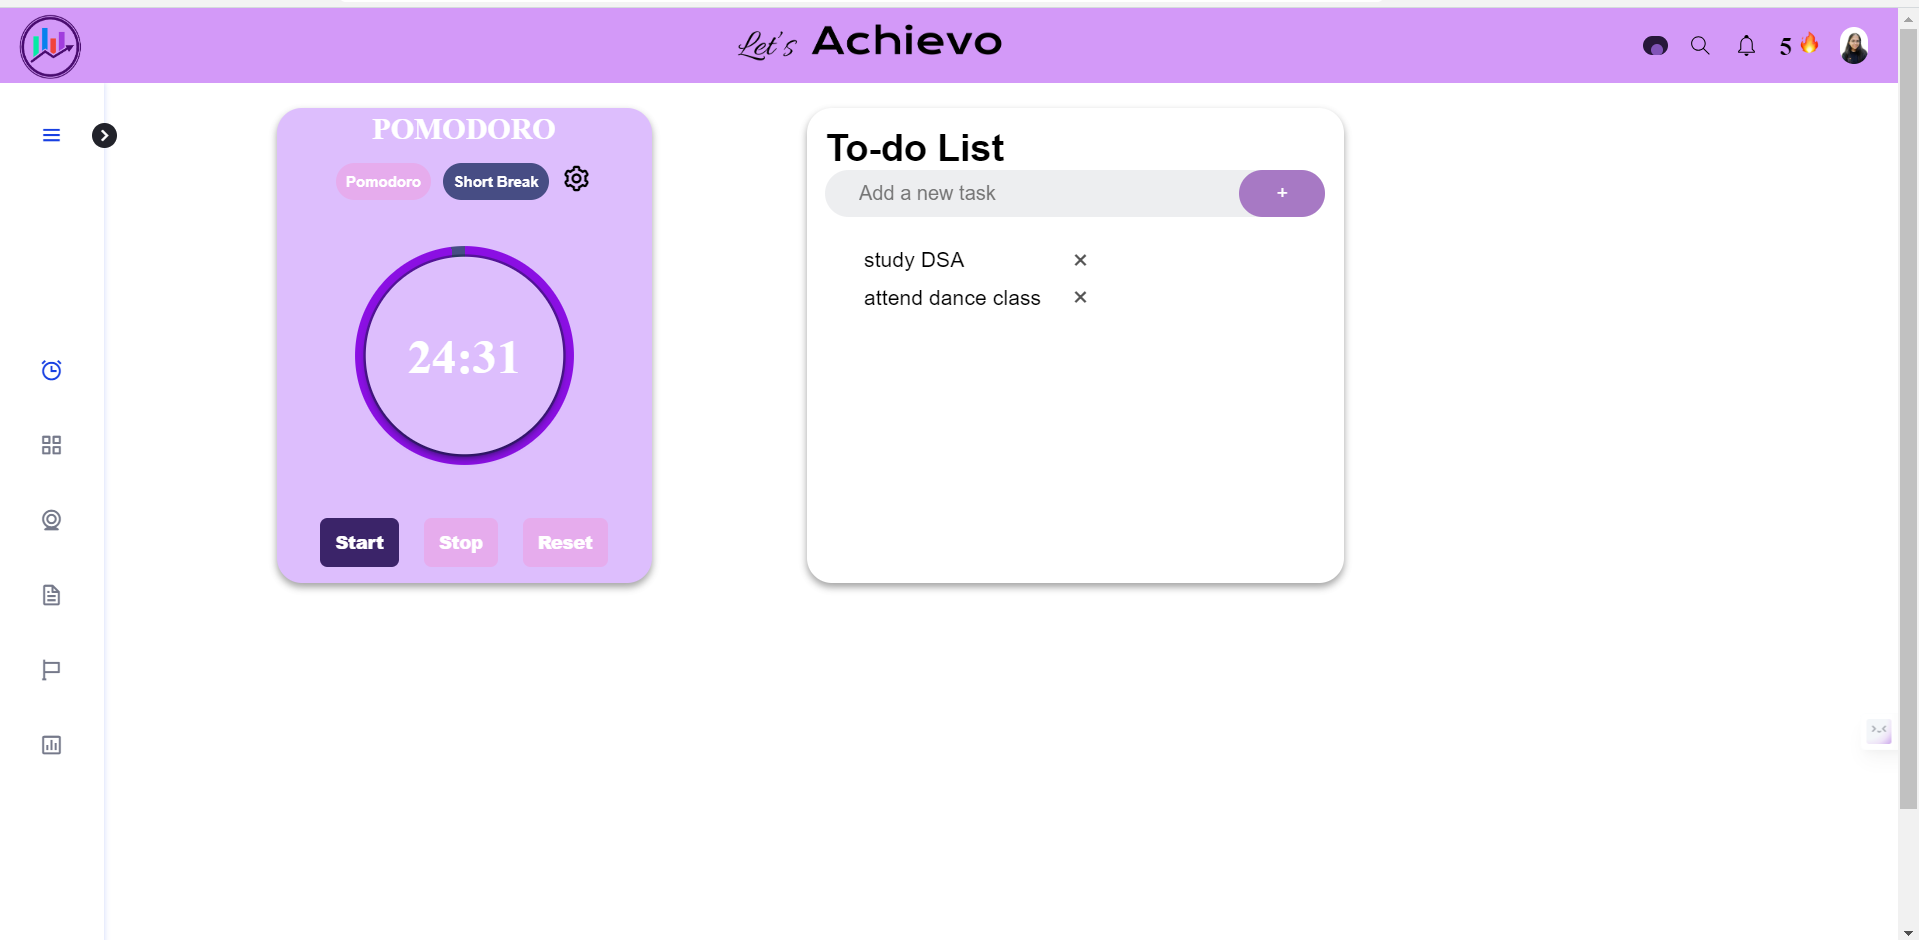 Let's Achievo
5
POMODORO
Pomodoro Short Break
24:31
Start Stop Reset
To-do List
Add a new task +
study DSA ×
attend dance class ×